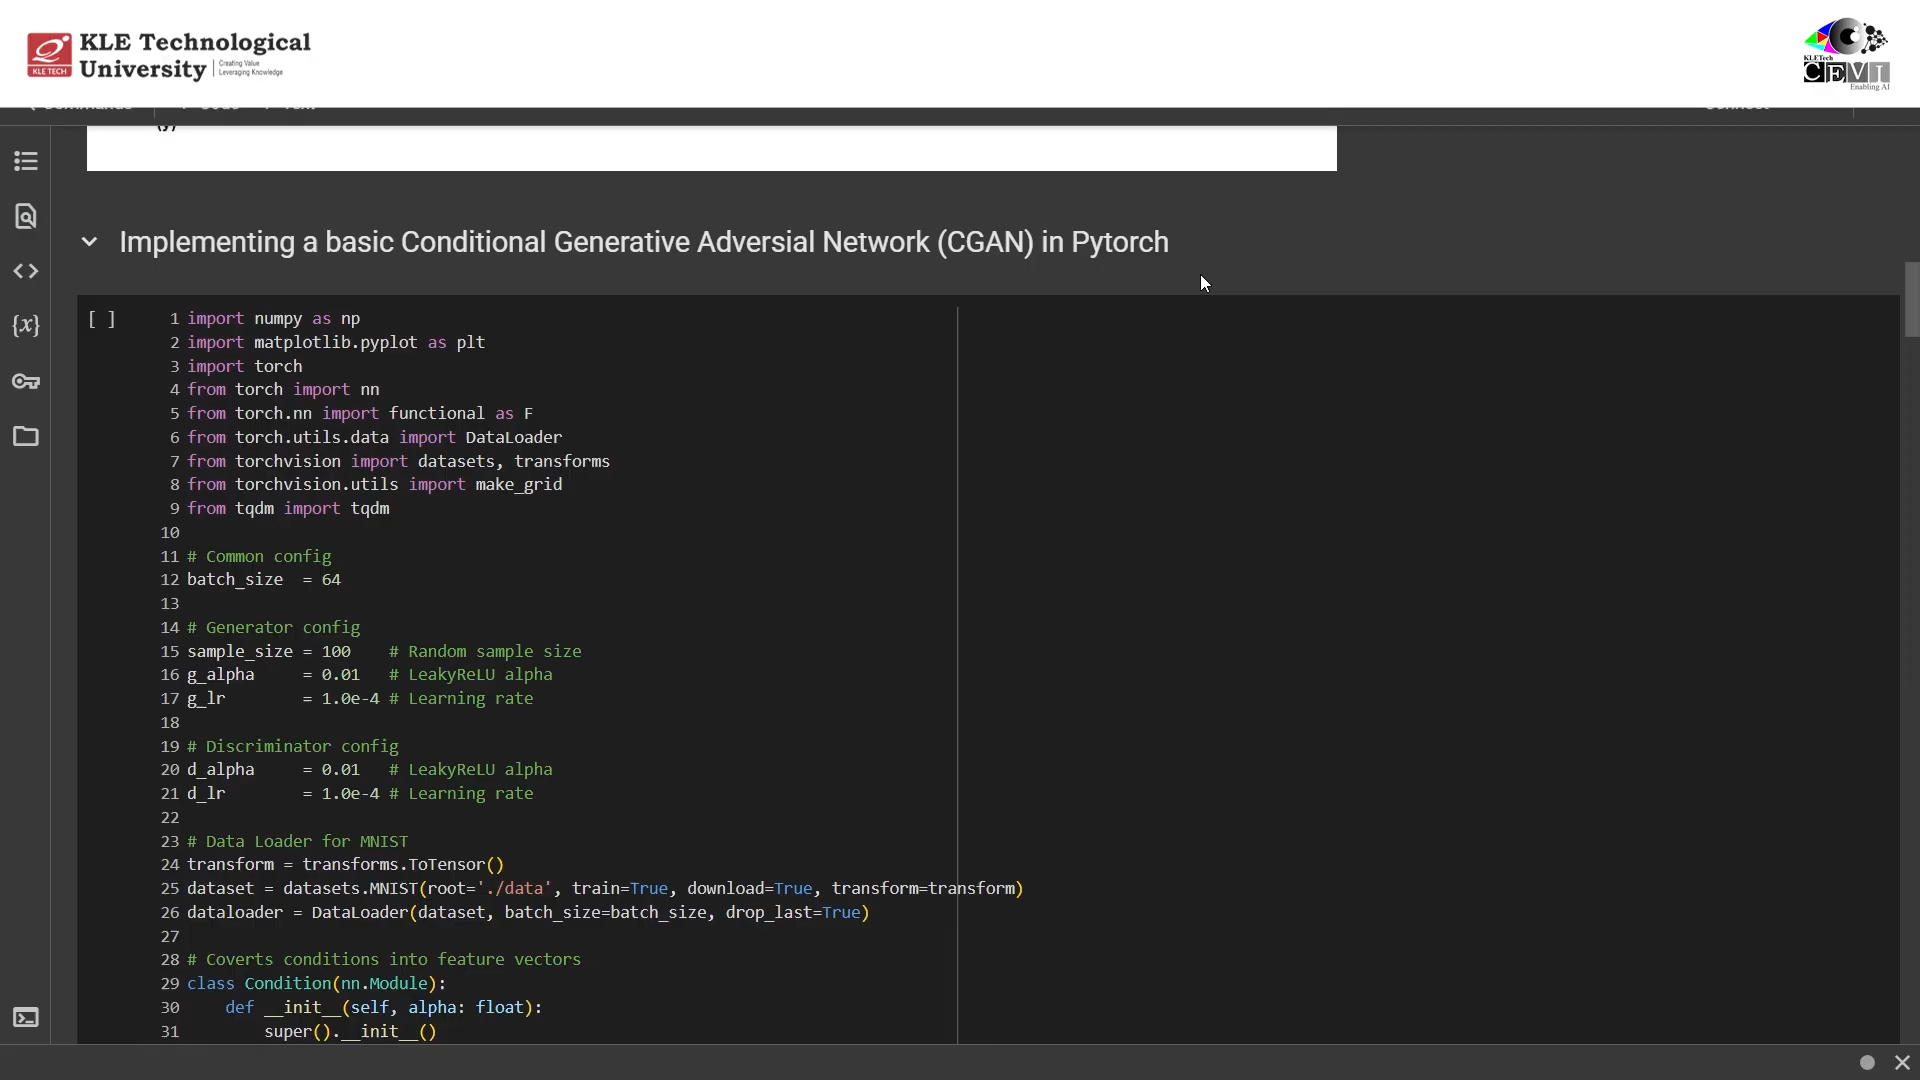 KLE Technological
University
Creating Value
Leveraging Knowledge
KLE TECH
KLETech
CEVI
Enabling AI
(y)
Implementing a basic Conditional Generative Adversial Network (CGAN) in Pytorch
[ ]
1 import numpy as np
2 import matplotlib.pyplot as plt
3 import torch
4 from torch import nn
5 from torch.nn import functional as F
6 from torch.utils.data import DataLoader
7 from torchvision import datasets, transforms
8 from torchvision.utils import make_grid
9 from tqdm import tqdm
10
11 # Common config
12 batch_size  = 64
13
14 # Generator config
15 sample_size = 100    # Random sample size
16 g_alpha     = 0.01   # LeakyReLU alpha
17 g_lr        = 1.0e-4 # Learning rate
18
19 # Discriminator config
20 d_alpha     = 0.01   # LeakyReLU alpha
21 d_lr        = 1.0e-4 # Learning rate
22
23 # Data Loader for MNIST
24 transform = transforms.ToTensor()
25 dataset = datasets.MNIST(root='./data', train=True, download=True, transform=transform)
26 dataloader = DataLoader(dataset, batch_size=batch_size, drop_last=True)
27
28 # Coverts conditions into feature vectors
29 class Condition(nn.Module):
30     def __init__(self, alpha: float):
31         super().__init__()